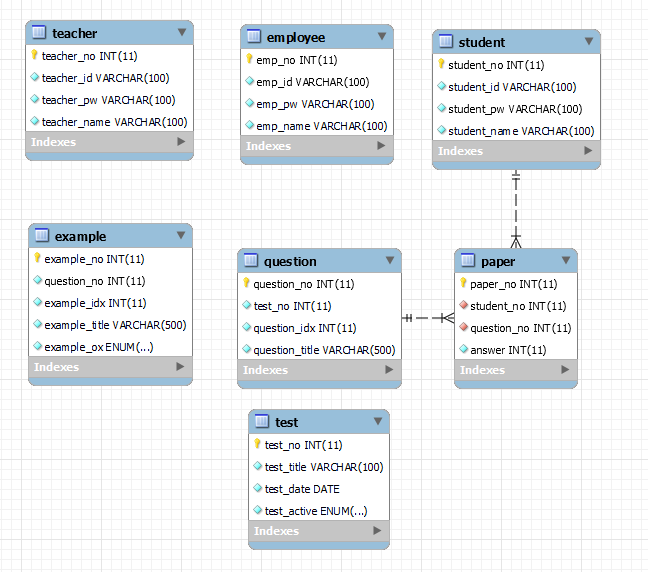 teacher
teacher_no INT(11)
teacher_id VARCHAR(100)
teacher_pw VARCHAR(100)
teacher_name VARCHAR(100)
Indexes
employee
emp_no INT(11)
emp_id VARCHAR(100)
emp_pw VARCHAR(100)
emp_name VARCHAR(100)
Indexes
student
student_no INT(11)
student_id VARCHAR(100)
student_pw VARCHAR(100)
student_name VARCHAR(100)
Indexes
example
example_no INT(11)
question_no INT(11)
example_idx INT(11)
example_title VARCHAR(500)
example_ox ENUM(...)
Indexes
question
question_no INT(11)
test_no INT(11)
question_idx INT(11)
question_title VARCHAR(500)
Indexes
paper
paper_no INT(11)
student_no INT(11)
question_no INT(11)
answer INT(11)
Indexes
test
test_no INT(11)
test_title VARCHAR(100)
test_date DATE
test_active ENUM(...)
Indexes